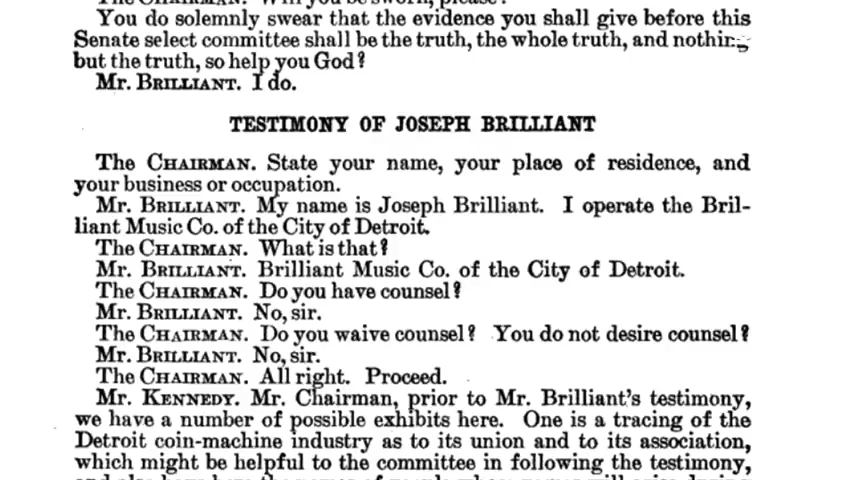 The CHAIRMAN. Will you be sworn, please?
You do solemnly swear that the evidence you shall give before this
Senate select committee shall be the truth, the whole truth, and nothing
but the truth, so help you God?
Mr. BRILLIANT. I do.
TESTIMONY OF JOSEPH BRILLIANT
The CHAIRMAN. State your name, your place of residence, and
your business or occupation.
Mr. BRILLIANT. My name is Joseph Brilliant. I operate the Bril-
liant Music Co. of the City of Detroit.
The CHAIRMAN. What is that?
Mr. BRILLIANT. Brilliant Music Co. of the City of Detroit.
The CHAIRMAN. Do you have counsel?
Mr. BRILLIANT. No, sir.
The CHAIRMAN. Do you waive counsel? You do not desire counsel?
Mr. BRILLIANT. No, sir.
The CHAIRMAN. All right. Proceed.
Mr. KENNEDY. Mr. Chairman, prior to Mr. Brilliant's testimony,
we have a number of possible exhibits here. One is a tracing of the
Detroit coin-machine industry as to its union and to its association,
which might be helpful to the committee in following the testimony,